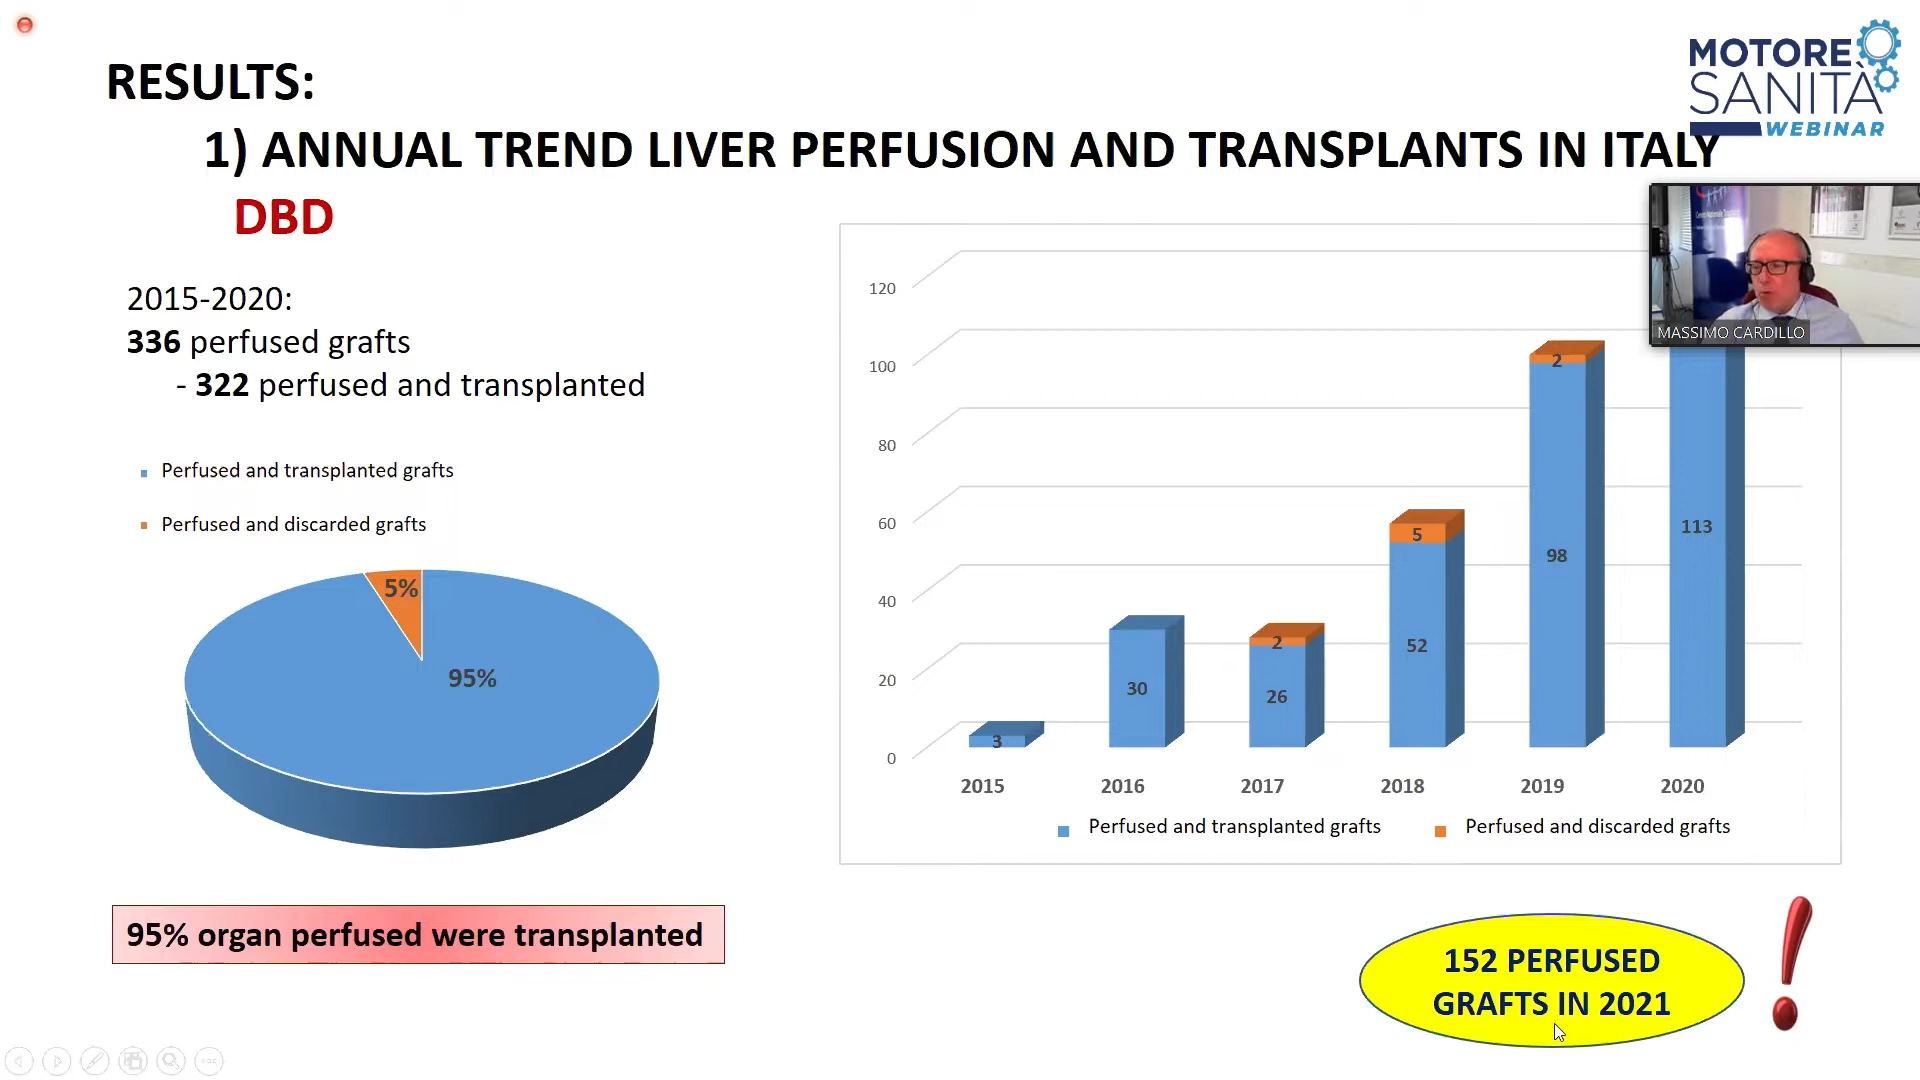 MOTORE
SANITÀ
WEBINAR
RESULTS:
1) ANNUAL TREND LIVER PERFUSION AND TRANSPLANTS IN ITALY
DBD
2015-2020:
336 perfused grafts
- 322 perfused and transplanted
Perfused and transplanted grafts
Perfused and discarded grafts
5%
95%
95% organ perfused were transplanted
MASSIMO CARDILLO
120
100
80
60
40
20
0
3
30
2
26
5
52
2
98
113
2015 2016 2017 2018 2019 2020
Perfused and transplanted grafts Perfused and discarded grafts
152 PERFUSED
GRAFTS IN 2021